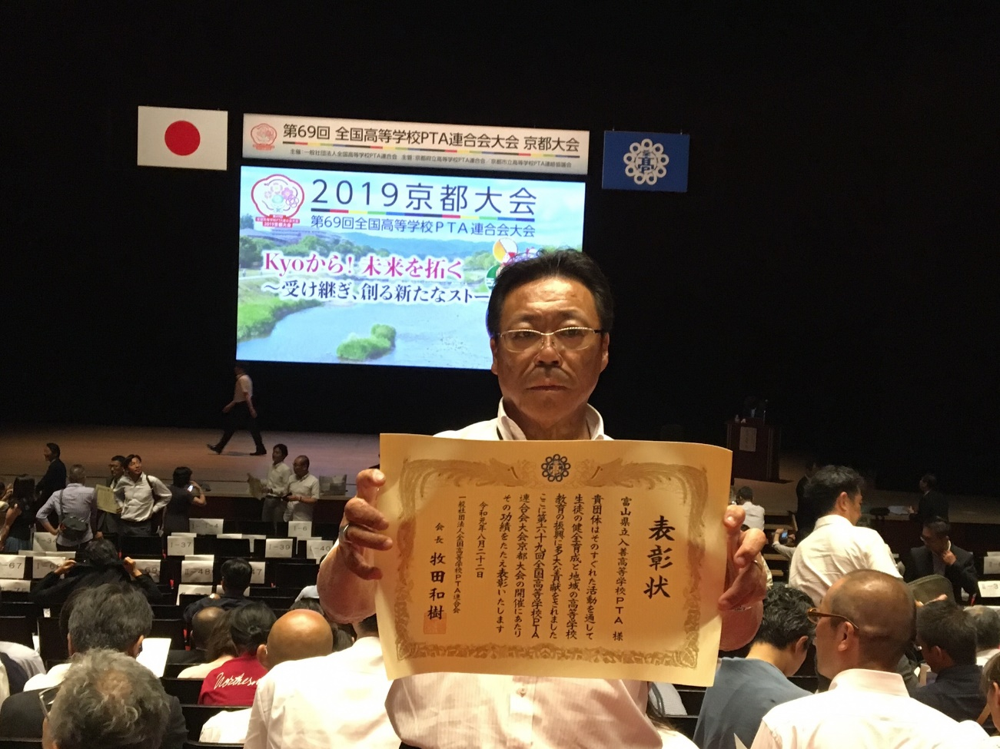 第69回 全国高等学校PTA連合会大会 京都大会
主催：一般社団法人全国高等学校PTA連合会 主管：京都府立高等学校PTA連合会／京都市立高等学校PTA連絡協議会
2019京都大会
第69回全国高等学校PTA連合会大会
2019京都大会
Kyoから！未来を拓く
～受け継ぎ、創る新たなストー
高
P
表彰状
富山県立入善高等学校PTA 様
貴団体はそのすぐれた活動を通して
生徒の健全育成と地域の高等学校
教育の振興に多大な貢献をされました
ここに第六十九回全国高等学校PTA
連合会大会京都大会の開催にあたり
その功績をたたえ表彰いたします
令和元年八月二十二日
一般社団法人全国高等学校PTA連合会
会長 牧田和樹
1-37
1-39
1-40
Northern